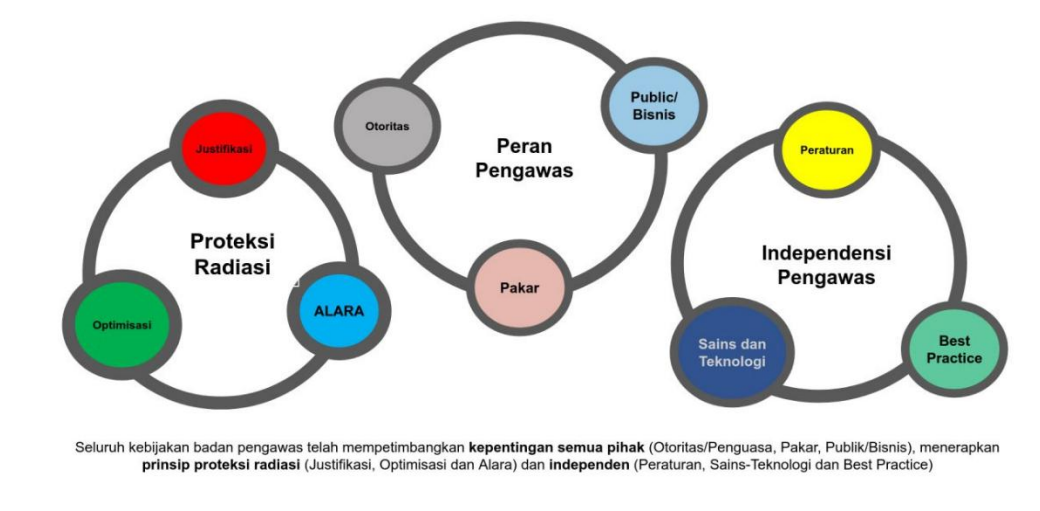 Justifikasi
Proteksi
Radiasi
Optimisasi
ALARA
Otoritas
Public/
Bisnis
Peran
Pengawas
Pakar
Peraturan
Independensi
Pengawas
Sains dan
Teknologi
Best
Practice
Seluruh kebijakan badan pengawas telah mempetimbangkan kepentingan semua pihak (Otoritas/Penguasa, Pakar, Publik/Bisnis), menerapkan
prinsip proteksi radiasi (Justifikasi, Optimisasi dan Alara) dan independen (Peraturan, Sains-Teknologi dan Best Practice)